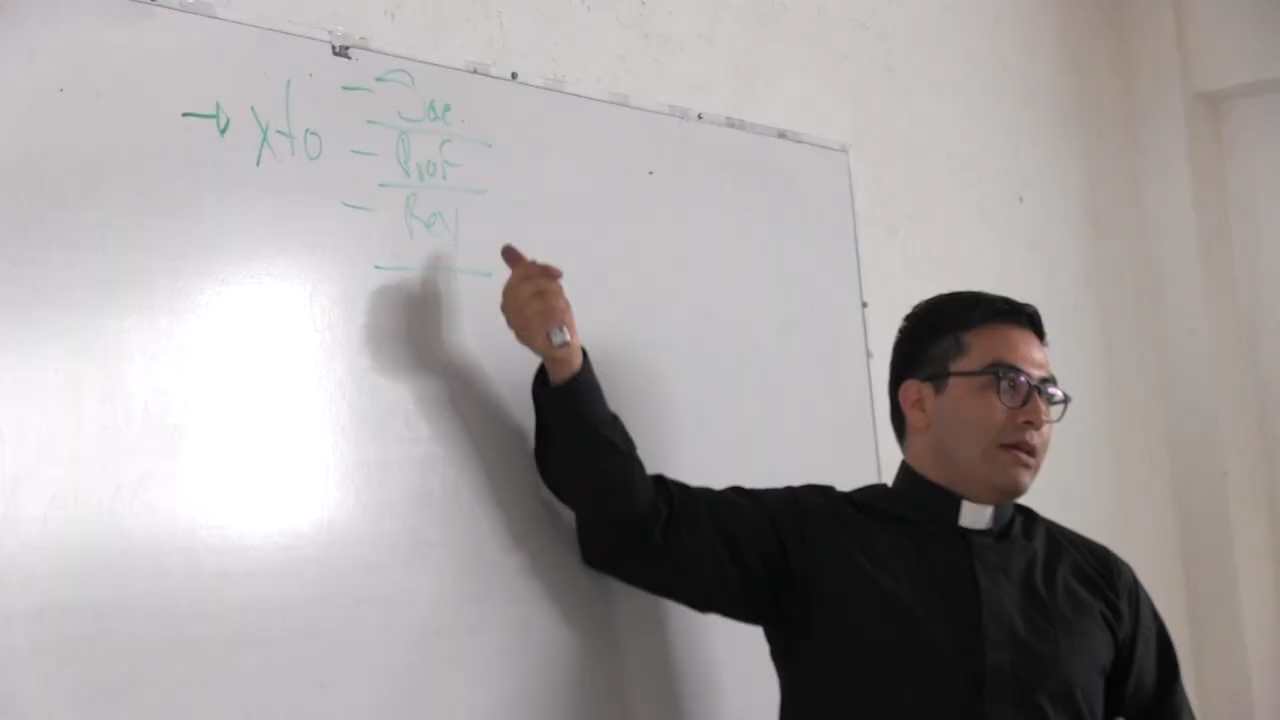 → Xto - Sac.
- Prof
- Rey